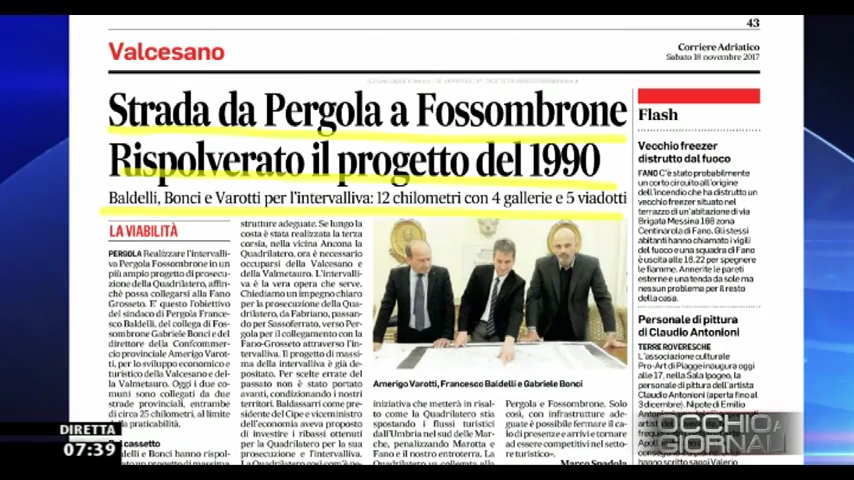 43
Valcesano
Corriere Adriatico
Sabato 18 novembre 2017
Strada da Pergola a Fossombrone
Rispolverato il progetto del 1990
Baldelli, Bonci e Varotti per l'intervalliva: 12 chilometri con 4 gallerie e 5 viadotti
LA VIABILITÀ
PERGOLA Realizzare l'intervalli-
va Pergola Fossombrone in un
più ampio progetto di prosecu-
zione della Quadrilatero, affin-
chè possa collegarsi alla Fano
Grosseto. E' questo l'obiettivo
del sindaco di Pergola France-
sco Baldelli, del collega di Fos-
sombrone Gabriele Bonci e del
direttore della Confcommer-
cio provinciale Amerigo Varot-
ti, per lo sviluppo economico e
turistico della Valcesano e del-
la Valmetauro. Oggi i due co-
muni sono collegati da due
strade provinciali, entrambe
di circa 25 chilometri, al limite
la praticabilità.
cassetto
Baldelli e Bonci hanno rispol-
strutture adeguate. Se lungo la
costa è stata realizzata la terza
corsia, nella vicina Ancona la
Quadrilatero, ora è necessario
occuparsi della Valcesano e
della Valmetauro. L'intervalli-
va è la vera opera che serve.
Chiediamo un impegno chiaro
per la prosecuzione della Qua-
drilatero, da Fabriano, passan-
do per Sassoferrato, verso Per-
gola per il collegamento con la
Fano-Grosseto attraverso l'in-
tervalliva. Il progetto di massi-
ma della intervalliva è già de-
positato. Per scelte errate del
passato non è stato portato
avanti, condizionando i nostri
territori. Baldassarri come pre-
sidente del Cipe e viceministro
dell'economia aveva proposto
di investire i ribassi ottenuti
per la Quadrilatero per la sua
prosecuzione e l'intervalliva.
Amerigo Varotti, Francesco Baldelli e Gabriele Bonci
iniziativa che metterà in risal-
to come la Quadrilatero stia
spostando i flussi turistici
dall'Umbria al sud delle Mar-
che, penalizzando Marotta e
Fano e il nostro entroterra. La
Pergola e Fossombrone. Solo
così, con infrastrutture ade-
guate è possibile fermare il ca-
lo di presenze e arrivi e tornare
ad essere competitivi nel setto-
re turistico».
Marco Spadola
Flash
Vecchio freezer
distrutto dal fuoco
FANO C'è stato probabilmente
un corto circuito all'origine
dell'incendio che ha distrutto un
vecchio freezer situato nel
terrazzo di un'abitazione di via
Brigata Messina 168 zona
Centinarola di Fano. Gli stessi
abitanti hanno chiamato i vigili
del fuoco e una squadra di Fano
è uscita alle 18.22 per spegnere
le fiamme. Annerite le pareti
esterne e una tenda da sole ma
nessun problema per il resto
della casa.
Personale di pittura
di Claudio Antonioni
TERRE ROVERESCHE
L'associazione culturale
Pro-Art di Piagge inaugura oggi
alle 17, nella Sala Ipogeo, la
personale di pittura dell'artista
Claudio Antonioni (aperta fino al
3 dicembre). Nipote di Emilio
OCCHIO AI
GIORNALI
DIRETTA
07:39